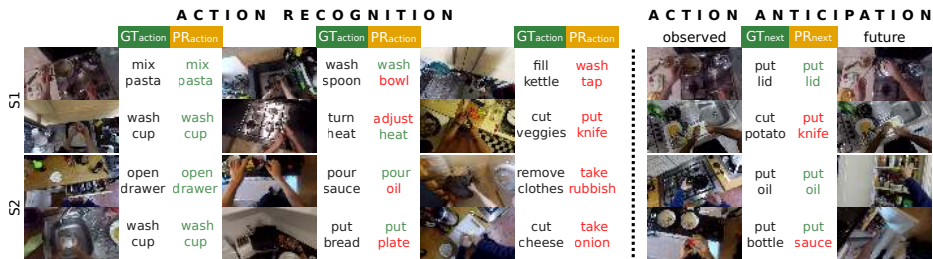 ACTION RECOGNITION ACTION ANTICIPATION
GTaction PRaction GTaction PRaction GTaction PRaction observed GTnext PRnext future
S1
mix mix wash wash fill wash put put
pasta pasta spoon bowl kettle tap lid lid
wash wash turn adjust cut put cut put
cup cup heat heat veggies knife potato knife
S2
open open pour pour remove take put put
drawer drawer sauce oil clothes rubbish oil oil
wash wash put put cut take put put
cup cup bread plate cheese onion bottle sauce